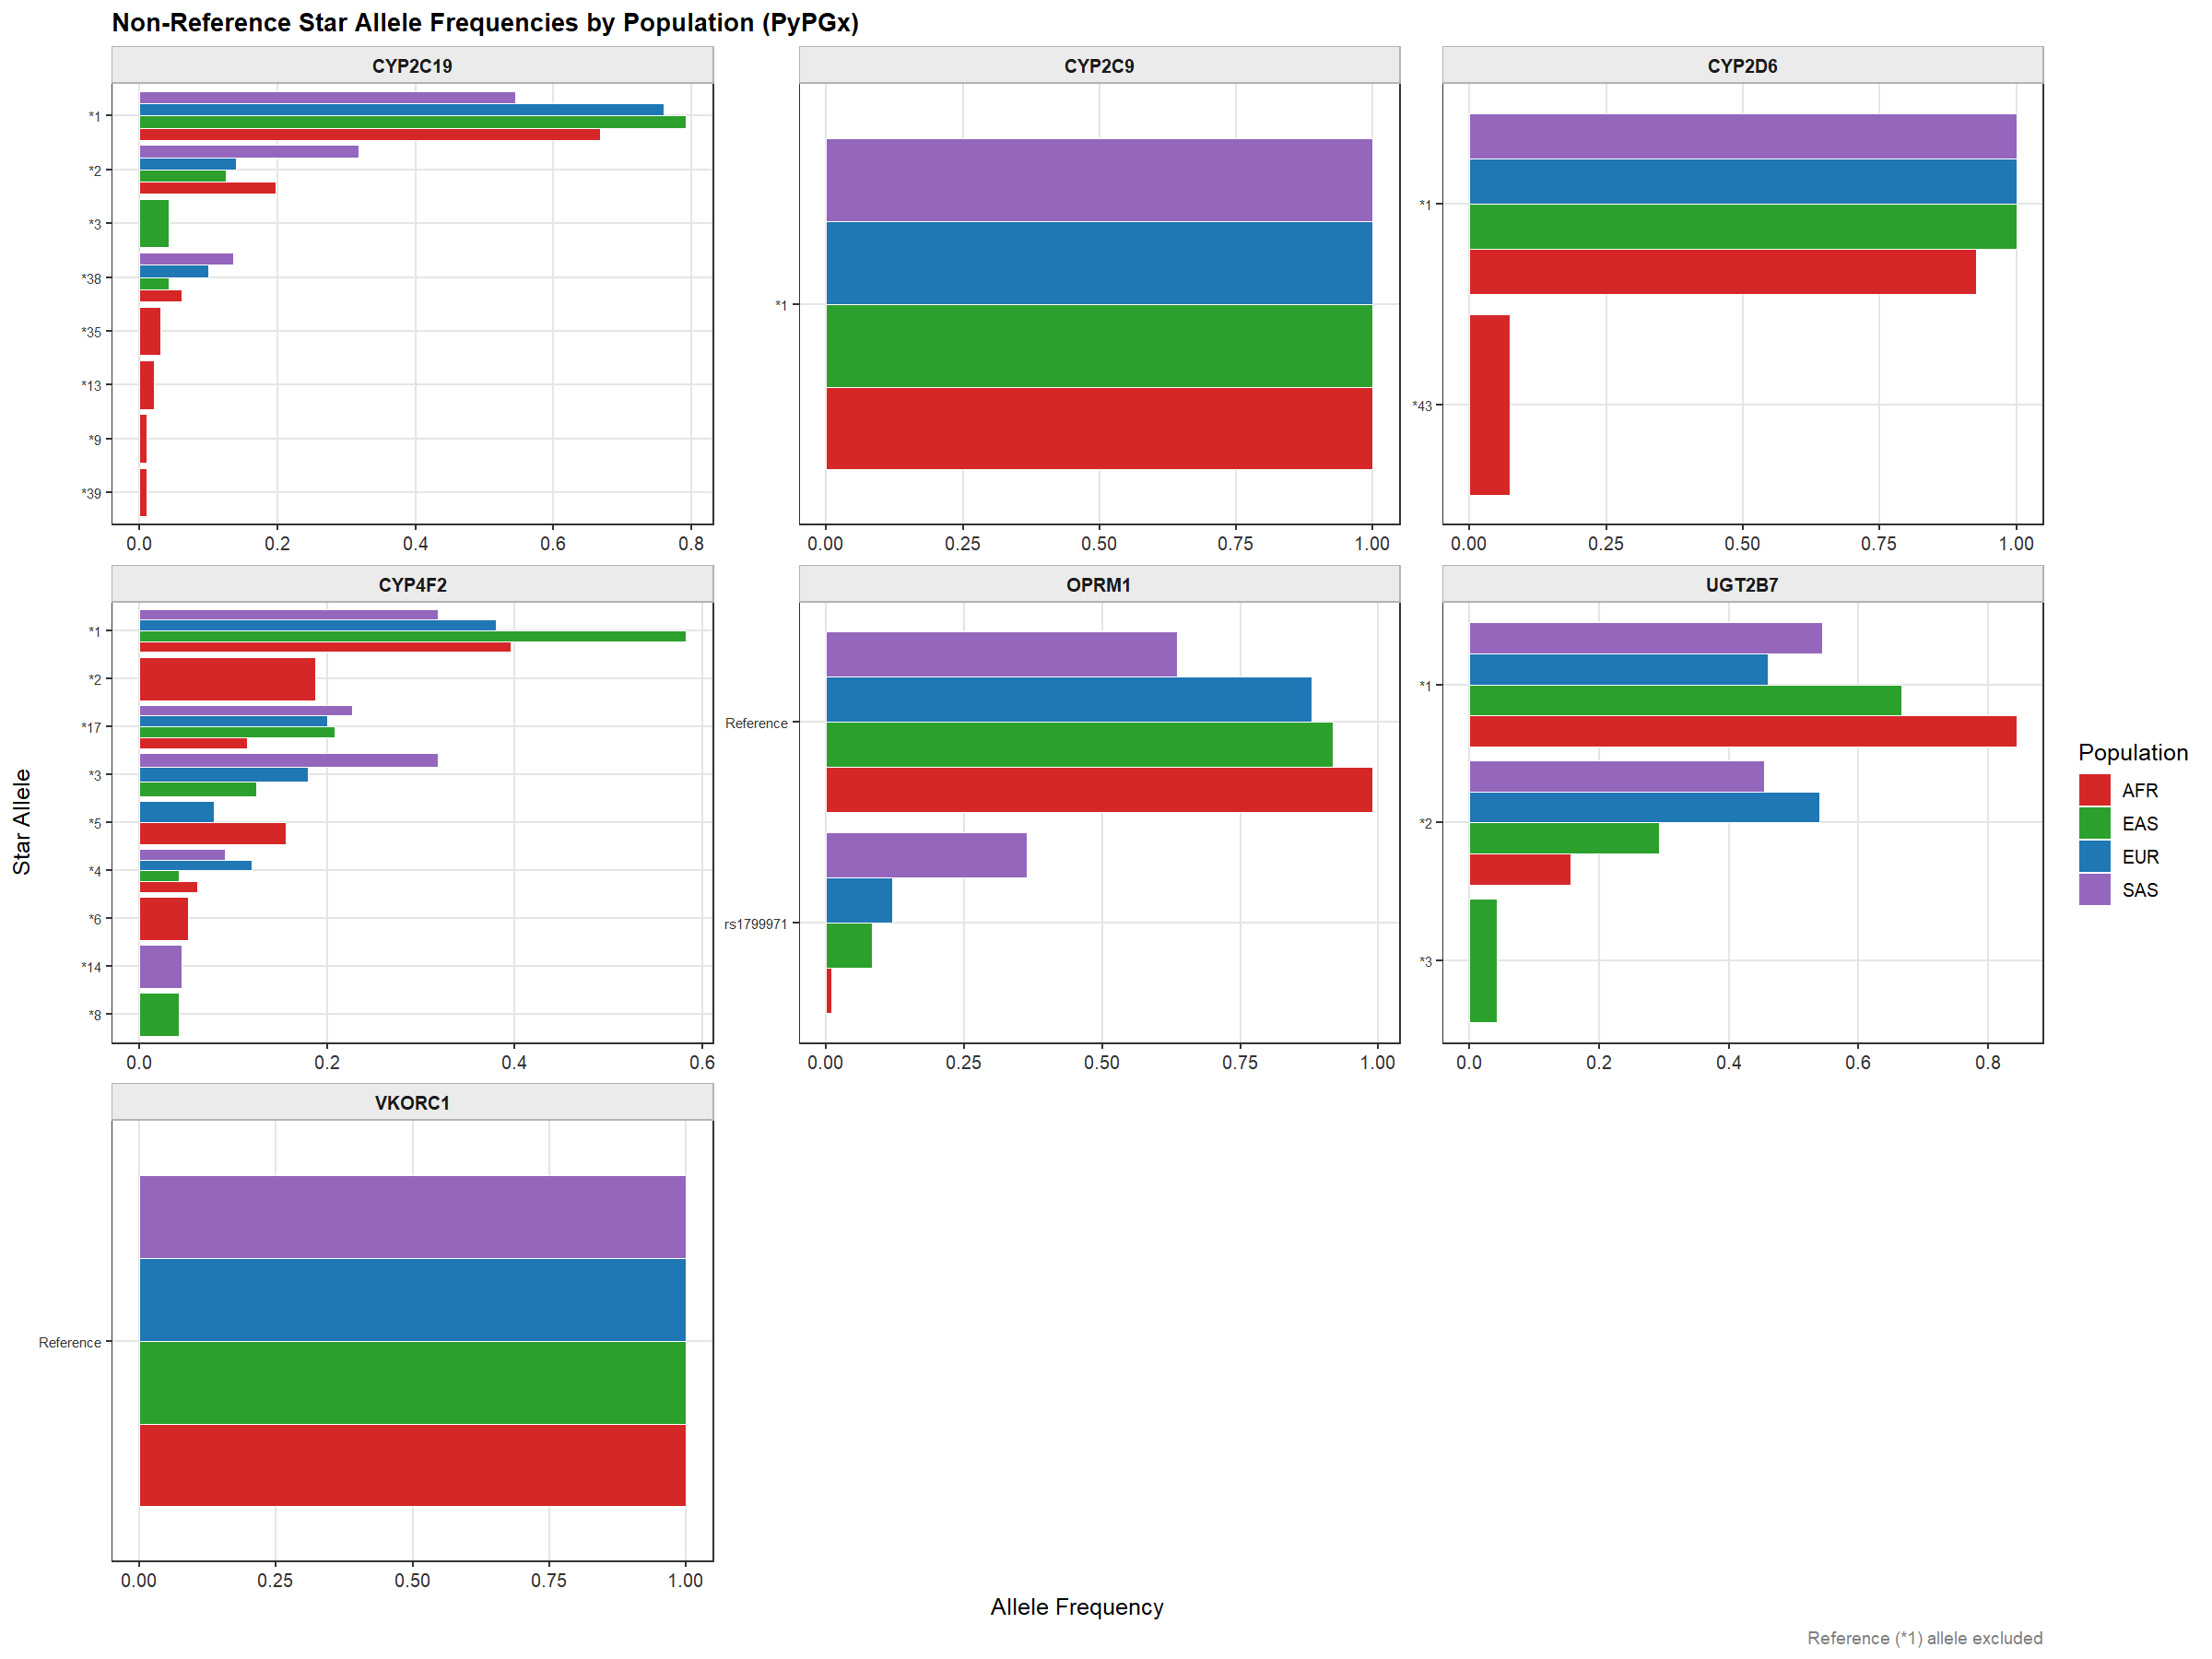 Non-Reference Star Allele Frequencies by Population (PyPGx)
CYP2C19
*1
*2
*3
*38
*35
*13
*9
*39
0.0 0.2 0.4 0.6 0.8
CYP2C9
*1
0.00 0.25 0.50 0.75 1.00
CYP2D6
*1
*43
0.00 0.25 0.50 0.75 1.00
CYP4F2
*1
*2
*17
*3
*5
*4
*6
*14
*8
0.0 0.2 0.4 0.6
OPRM1
Reference
rs1799971
0.00 0.25 0.50 0.75 1.00
UGT2B7
*1
*2
*3
0.0 0.2 0.4 0.6 0.8
VKORC1
Reference
0.00 0.25 0.50 0.75 1.00
Star Allele
Allele Frequency
Population
AFR
EAS
EUR
SAS
Reference (*1) allele excluded